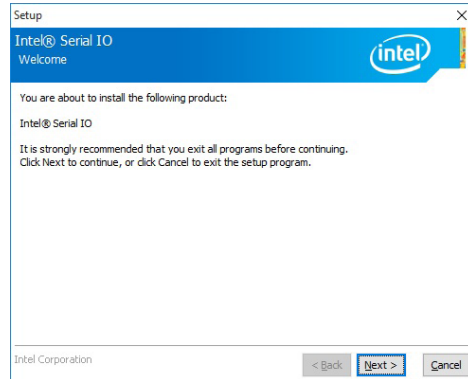 Setup
Intel® Serial IO
Welcome
intel
You are about to install the following product:
Intel® Serial IO
It is strongly recommended that you exit all programs before continuing.
Click Next to continue, or click Cancel to exit the setup program.
Intel Corporation
< Back
Next >
Cancel